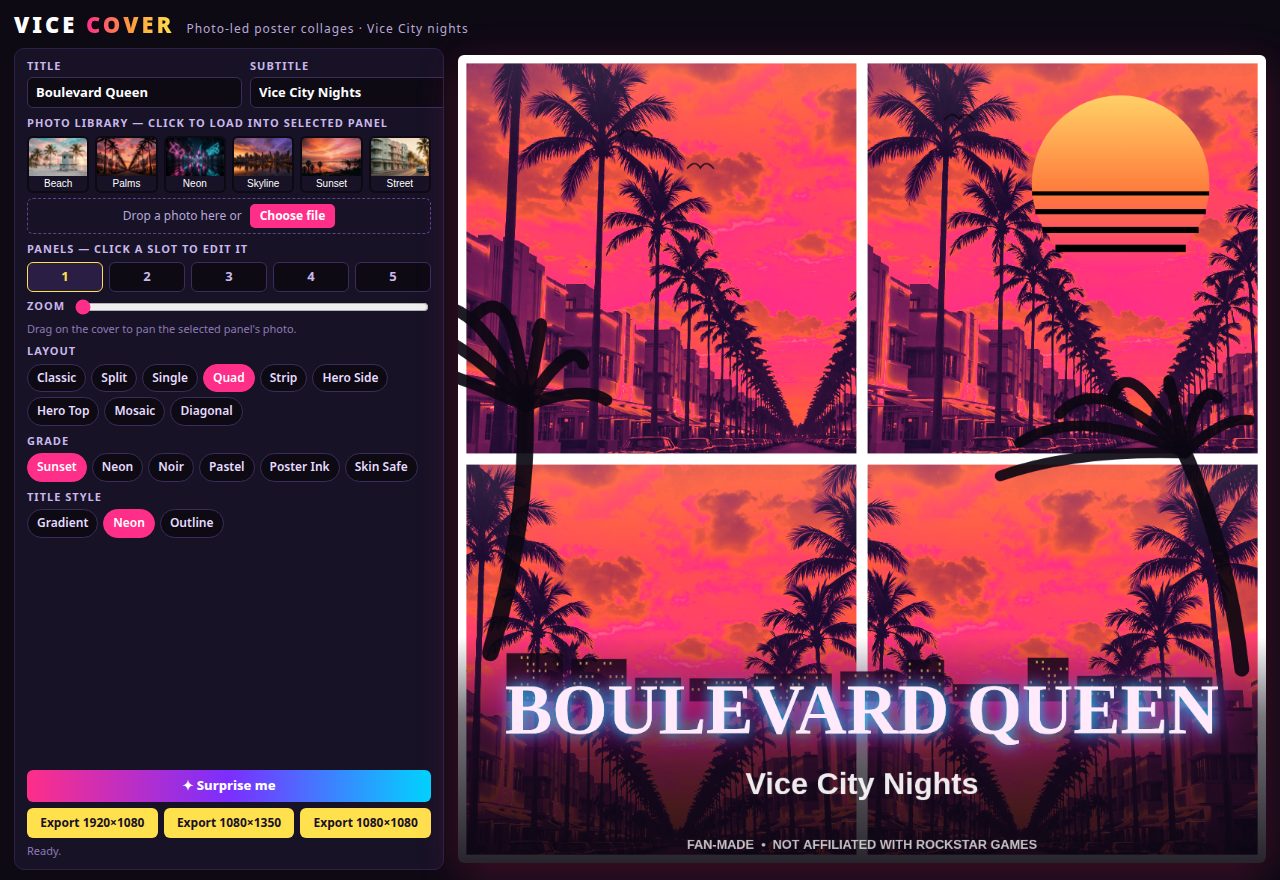 VICE COVER Photo-led poster collages · Vice City nights
TITLE SUBTITLE
Boulevard Queen Vice City Nights
PHOTO LIBRARY — CLICK TO LOAD INTO SELECTED PANEL
Beach Palms Neon Skyline Sunset Street
Drop a photo here or Choose file
PANELS — CLICK A SLOT TO EDIT IT
1 2 3 4 5
ZOOM
Drag on the cover to pan the selected panel's photo.
LAYOUT
Classic Split Single Quad Strip Hero Side
Hero Top Mosaic Diagonal
GRADE
Sunset Neon Noir Pastel Poster Ink Skin Safe
TITLE STYLE
Gradient Neon Outline
✦ Surprise me
Export 1920×1080 Export 1080×1350 Export 1080×1080
Ready.
BOULEVARD QUEEN
Vice City Nights
FAN-MADE • NOT AFFILIATED WITH ROCKSTAR GAMES